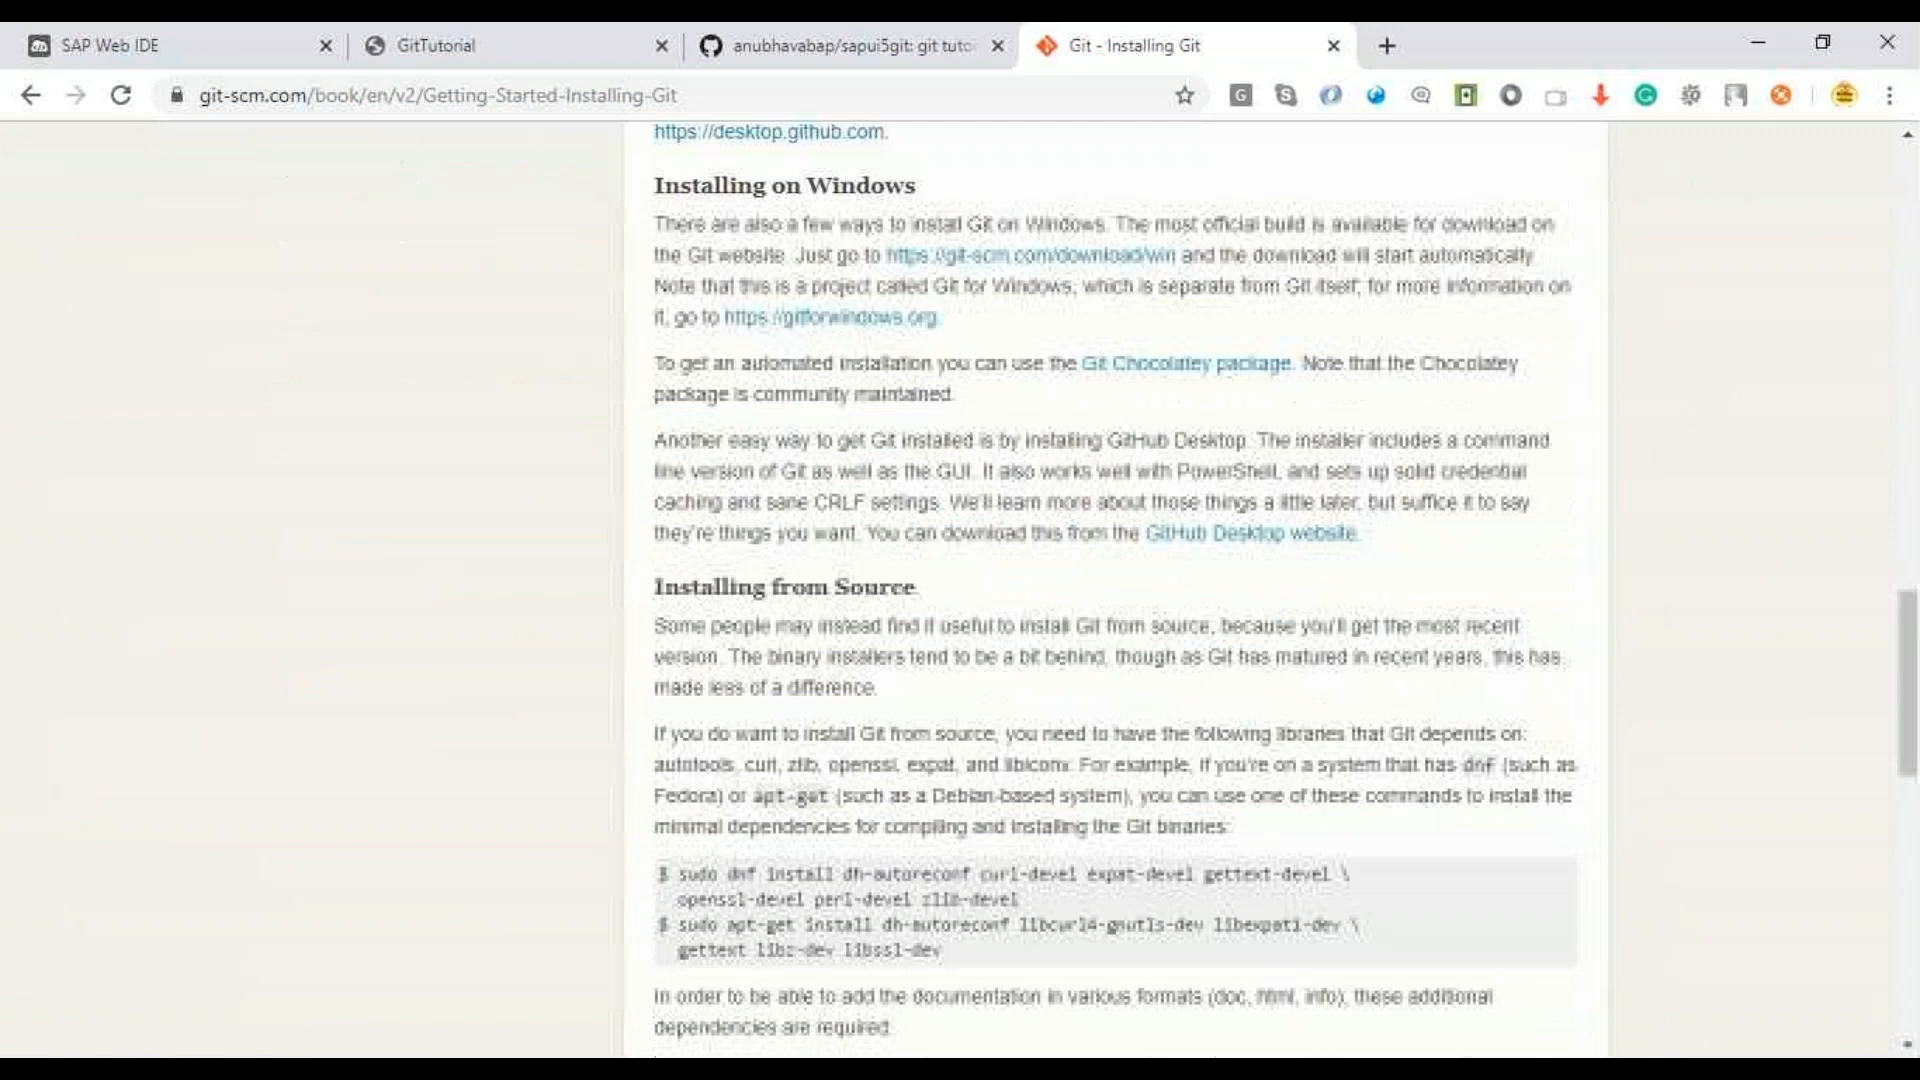 SAP Web IDE
GitTutorial
anubhavabap/sapui5git: git tuto
Git - Installing Git
git-scm.com/book/en/v2/Getting-Started-Installing-Git
https://desktop.github.com.
Installing on Windows
There are also a few ways to install Git on Windows. The most official build is available for download on
the Git website. Just go to https://git-scm.com/download/win and the download will start automatically.
Note that this is a project called Git for Windows, which is separate from Git itself; for more information on
it, go to https://gitforwindows.org.
To get an automated installation you can use the Git Chocolatey package. Note that the Chocolatey
package is community maintained.
Another easy way to get Git installed is by installing GitHub Desktop. The installer includes a command
line version of Git as well as the GUI. It also works well with PowerShell, and sets up solid credential
caching and sane CRLF settings. We'll learn more about those things a little later, but suffice it to say
they're things you want. You can download this from the GitHub Desktop website.
Installing from Source
Some people may instead find it useful to install Git from source, because you'll get the most recent
version. The binary installers tend to be a bit behind, though as Git has matured in recent years, this has
made less of a difference.
If you do want to install Git from source, you need to have the following libraries that Git depends on:
autotools, curl, zlib, openssl, expat, and libiconv. For example, if you're on a system that has dnf (such as
Fedora) or apt-get (such as a Debian-based system), you can use one of these commands to install the
minimal dependencies for compiling and installing the Git binaries:
$ sudo dnf install dh-autoreconf curl-devel expat-devel gettext-devel \
openssl-devel perl-devel zlib-devel
$ sudo apt-get install dh-autoreconf libcurl4-gnutls-dev libexpat1-dev \
gettext libz-dev libssl-dev
In order to be able to add the documentation in various formats (doc, html, info), these additional
dependencies are required: